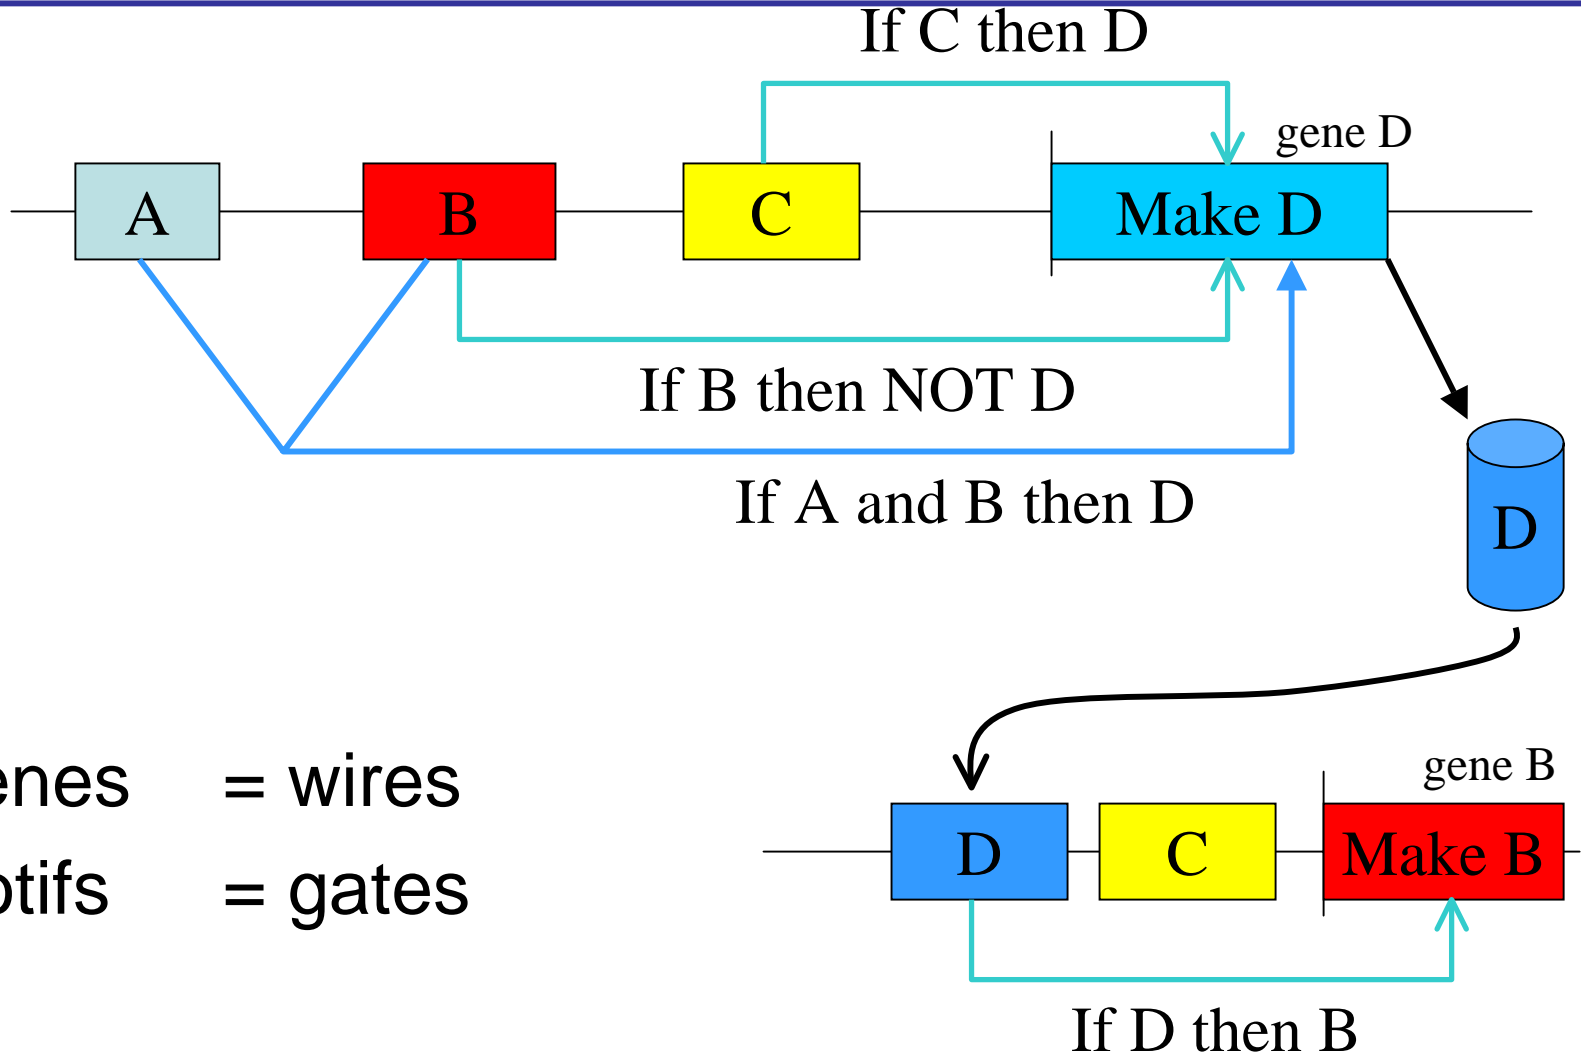 If C then D
gene D
A B C Make D
If B then NOT D
If A and B then D
D
enes = wires
otifs = gates
gene B
D C Make B
If D then B